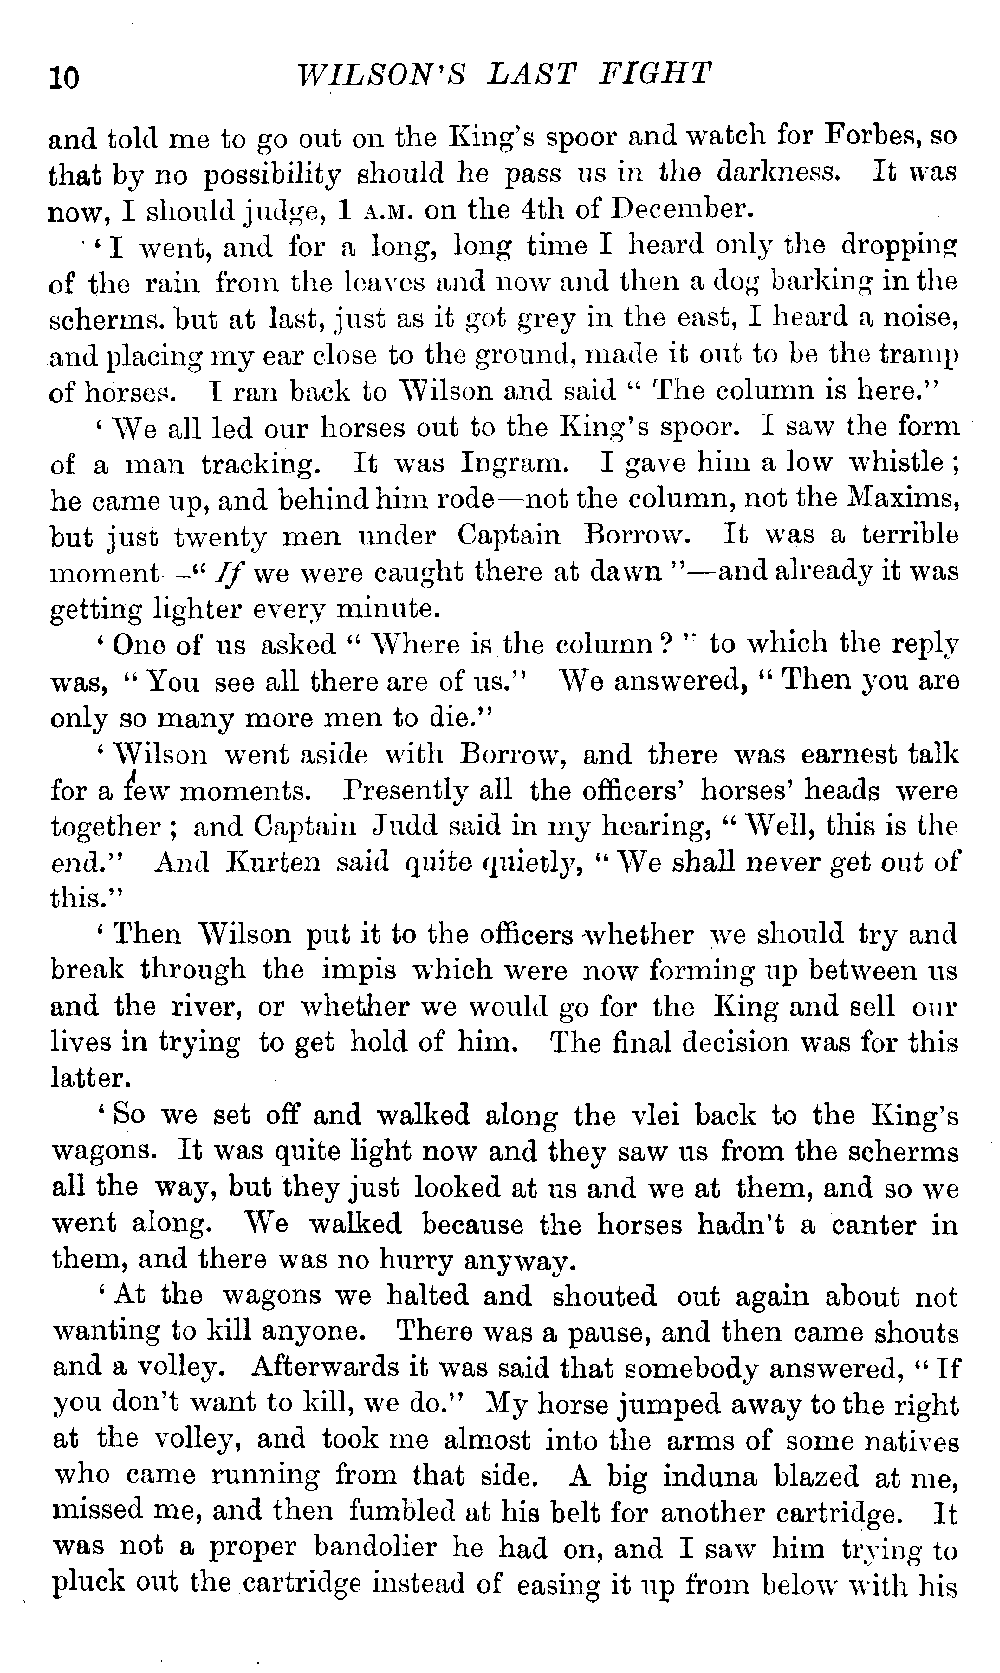 10 WILSON'S LAST FIGHT
and told me to go out on the King's spoor and watch for Forbes, so
that by no possibility should he pass us in the darkness. It was
now, I should judge, 1 A.M. on the 4th of December.
‘I went, and for a long, long time I heard only the dropping
of the rain from the leaves and now and then a dog barking in the
scherms. but at last, just as it got grey in the east, I heard a noise,
and placing my ear close to the ground, made it out to be the tramp
of horses. I ran back to Wilson and said “ The column is here.”
‘ We all led our horses out to the King's spoor. I saw the form
of a man tracking. It was Ingram. I gave him a low whistle ;
he came up, and behind him rode—not the column, not the Maxims,
but just twenty men under Captain Borrow. It was a terrible
moment –“ If we were caught there at dawn ”—and already it was
getting lighter every minute.
‘ One of us asked “ Where is the column ? ” to which the reply
was, “ You see all there are of us.” We answered, “ Then you are
only so many more men to die.”
‘ Wilson went aside with Borrow, and there was earnest talk
for a few moments. Presently all the officers' horses' heads were
together ; and Captain Judd said in my hearing, “ Well, this is the
end.” And Kurten said quite quietly, “ We shall never get out of
this.”
‘ Then Wilson put it to the officers whether we should try and
break through the impis which were now forming up between us
and the river, or whether we would go for the King and sell our
lives in trying to get hold of him. The final decision was for this
latter.
‘ So we set off and walked along the vlei back to the King's
wagons. It was quite light now and they saw us from the scherms
all the way, but they just looked at us and we at them, and so we
went along. We walked because the horses hadn't a canter in
them, and there was no hurry anyway.
‘ At the wagons we halted and shouted out again about not
wanting to kill anyone. There was a pause, and then came shouts
and a volley. Afterwards it was said that somebody answered, “ If
you don't want to kill, we do.” My horse jumped away to the right
at the volley, and took me almost into the arms of some natives
who came running from that side. A big induna blazed at me,
missed me, and then fumbled at his belt for another cartridge. It
was not a proper bandolier he had on, and I saw him trying to
pluck out the cartridge instead of easing it up from below with his